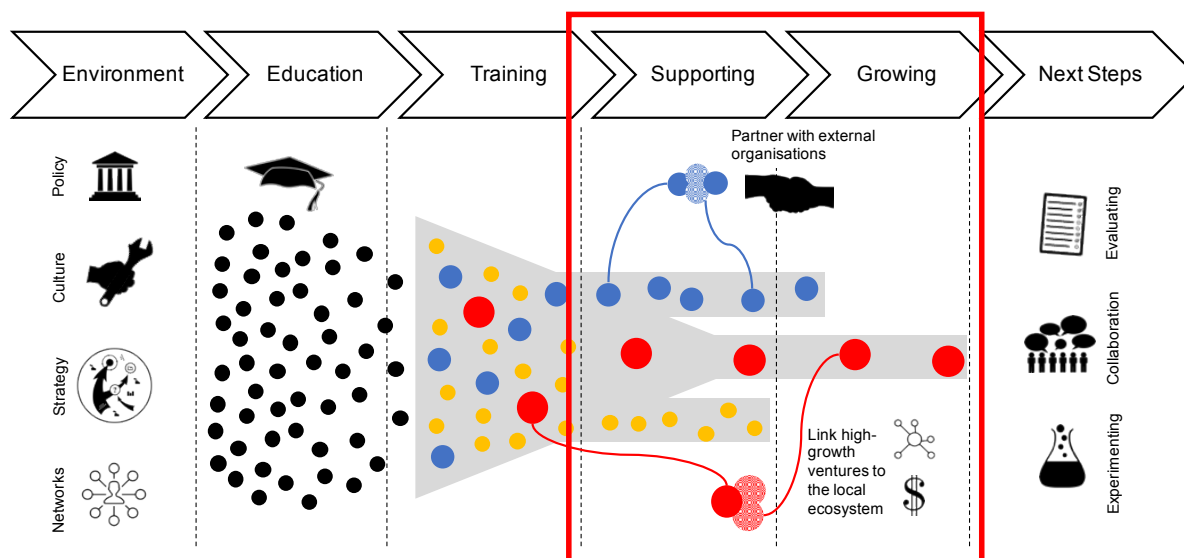 Environment
Education
Training
Supporting
Growing
Next Steps
Policy
Culture
Strategy
Networks
Partner with external
organisations
Link high-
growth
ventures to
the local
ecosystem
$
Evaluating
Collaboration
Experimenting